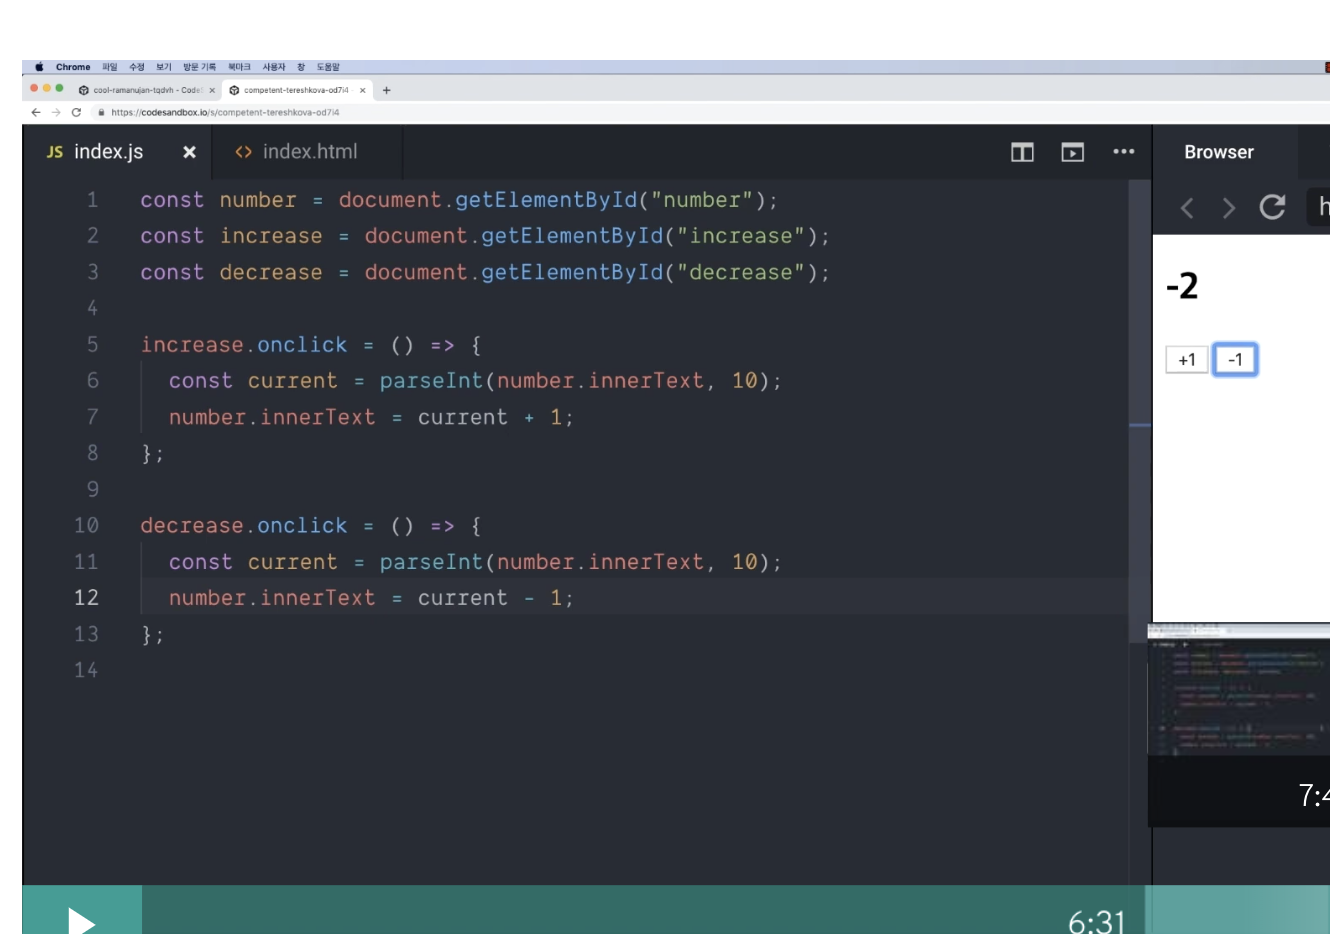 Chrome 파일 수정 보기 방문 기록 북마크 사용자 창 도움말
cool-ramanujan-tqdvh - Code × competent-tereshkova-od7i4 - × +
https://codesandbox.io/s/competent-tereshkova-od7i4
JS index.js × <> index.html ••• Browser
1 const number = document.getElementById("number");
2 const increase = document.getElementById("increase");
3 const decrease = document.getElementById("decrease");
4
5 increase.onclick = () => {
6 const current = parseInt(number.innerText, 10);
7 number.innerText = current + 1;
8 };
9
10 decrease.onclick = () => {
11 const current = parseInt(number.innerText, 10);
12 number.innerText = current - 1;
13 };
14
h
-2
+1 -1
7:4
6:31